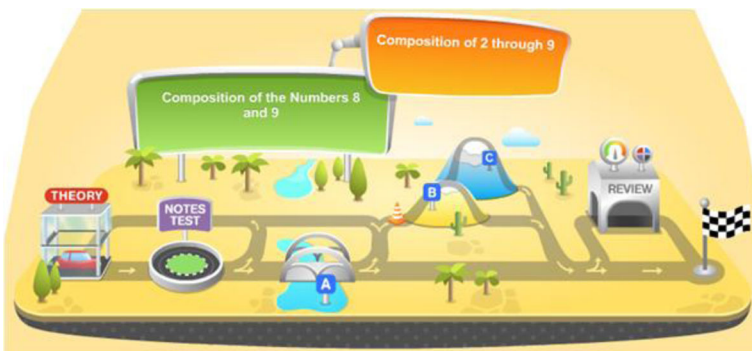 Composition of 2 through 9
Composition of the Numbers 8
and 9
THEORY
NOTES
TEST
A
B
C
REVIEW